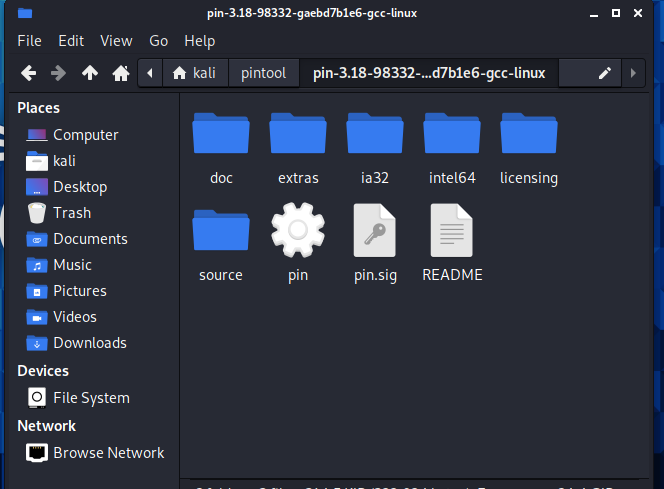 pin-3.18-98332-gaebd7b1e6-gcc-linux
File Edit View Go Help
kali pintool pin-3.18-98332-...d7b1e6-gcc-linux
Places
Computer
kali
Desktop
Trash
Documents
Music
Pictures
Videos
Downloads
Devices
File System
Network
Browse Network
doc extras ia32 intel64 licensing
source pin pin.sig README